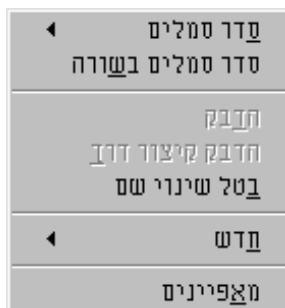 סדר סמלים
סדר סמלים בשורה
הדבק
הדבק קיצור דרך
בטל שינוי שם
חדש
מאפיינים